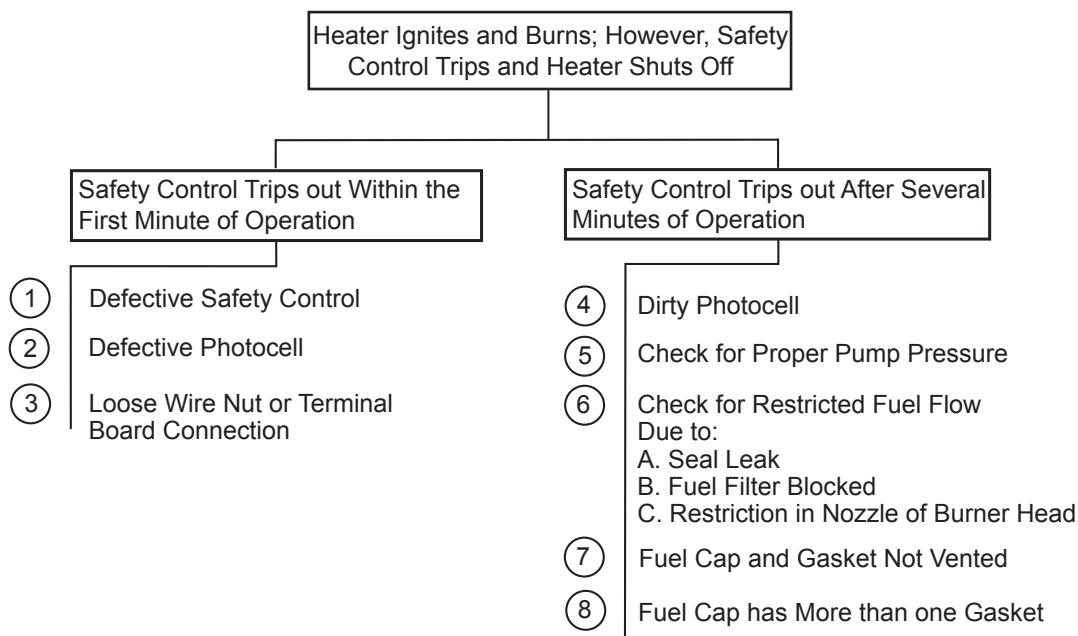 Heater Ignites and Burns; However, Safety
Control Trips and Heater Shuts Off
Safety Control Trips out Within the
First Minute of Operation
1 Defective Safety Control
2 Defective Photocell
3 Loose Wire Nut or Terminal
Board Connection
Safety Control Trips out After Several
Minutes of Operation
4 Dirty Photocell
5 Check for Proper Pump Pressure
6 Check for Restricted Fuel Flow
Due to:
A. Seal Leak
B. Fuel Filter Blocked
C. Restriction in Nozzle of Burner Head
7 Fuel Cap and Gasket Not Vented
8 Fuel Cap has More than one Gasket